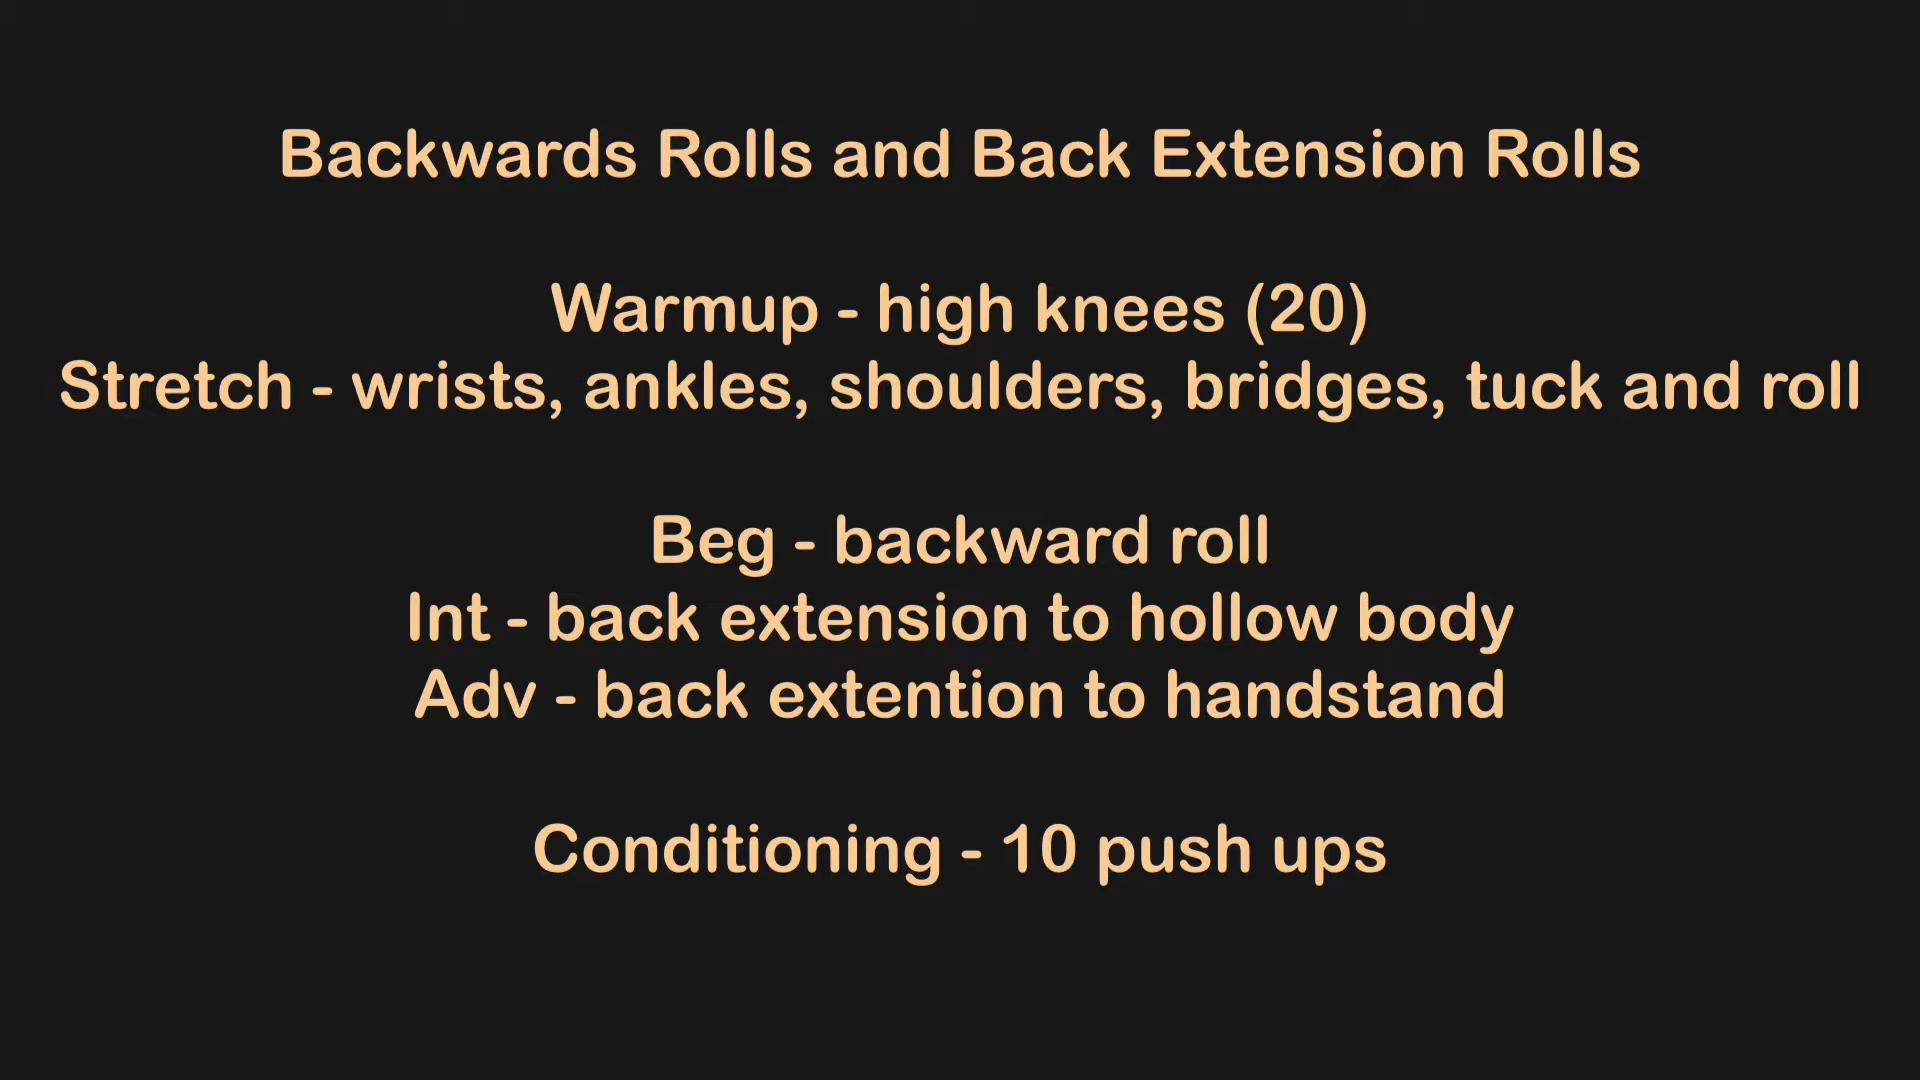 Backwards Rolls and Back Extension Rolls
Warmup - high knees (20)
Stretch - wrists, ankles, shoulders, bridges, tuck and roll
Beg - backward roll
Int - back extension to hollow body
Adv - back extention to handstand
Conditioning - 10 push ups